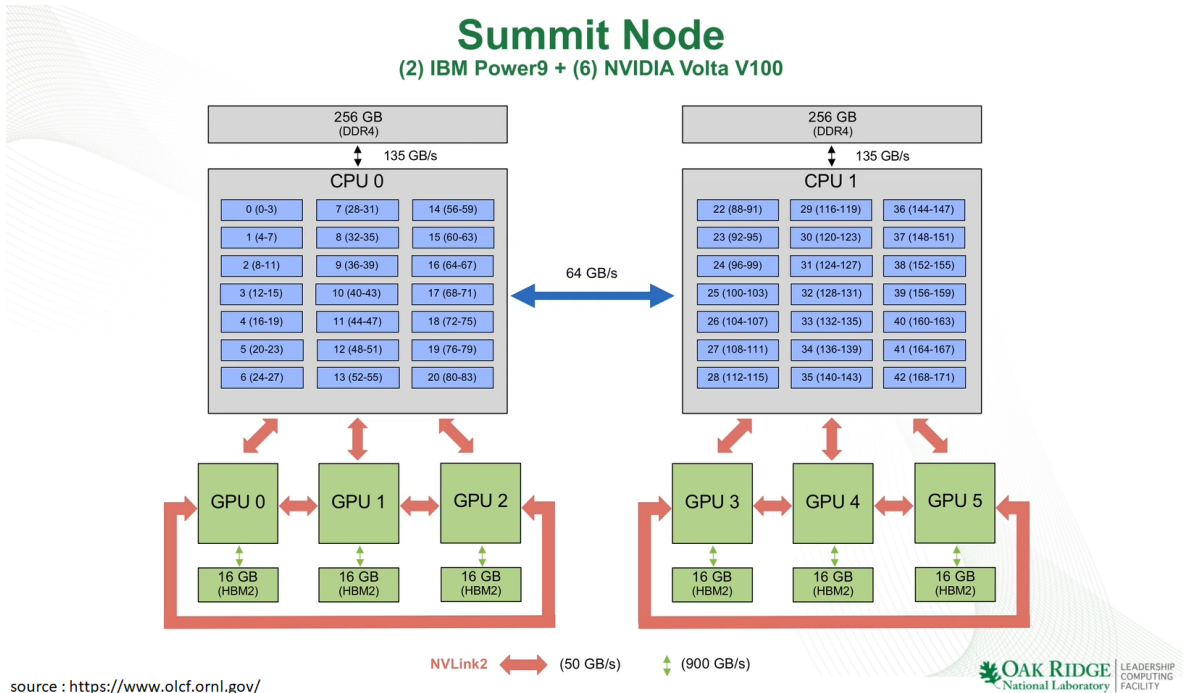 Summit Node
(2) IBM Power9 + (6) NVIDIA Volta V100
256 GB
(DDR4)
135 GB/s
CPU 0
0 (0-3)
7 (28-31)
14 (56-59)
1 (4-7)
8 (32-35)
15 (60-63)
2 (8-11)
9 (36-39)
16 (64-67)
3 (12-15)
10 (40-43)
17 (68-71)
4 (16-19)
11 (44-47)
18 (72-75)
5 (20-23)
12 (48-51)
19 (76-79)
6 (24-27)
13 (52-55)
20 (80-83)
64 GB/s
256 GB
(DDR4)
135 GB/s
CPU 1
22 (88-91)
29 (116-119)
36 (144-147)
23 (92-95)
30 (120-123)
37 (148-151)
24 (96-99)
31 (124-127)
38 (152-155)
25 (100-103)
32 (128-131)
39 (156-159)
26 (104-107)
33 (132-135)
40 (160-163)
27 (108-111)
34 (136-139)
41 (164-167)
28 (112-115)
35 (140-143)
42 (168-171)
GPU 0
GPU 1
GPU 2
16 GB
(HBM2)
16 GB
(HBM2)
16 GB
(HBM2)
GPU 3
GPU 4
GPU 5
16 GB
(HBM2)
16 GB
(HBM2)
16 GB
(HBM2)
NVLink2
(50 GB/s)
(900 GB/s)
OAK RIDGE
National Laboratory
LEADERSHIP
COMPUTING
FACILITY
source : https://www.olcf.ornl.gov/